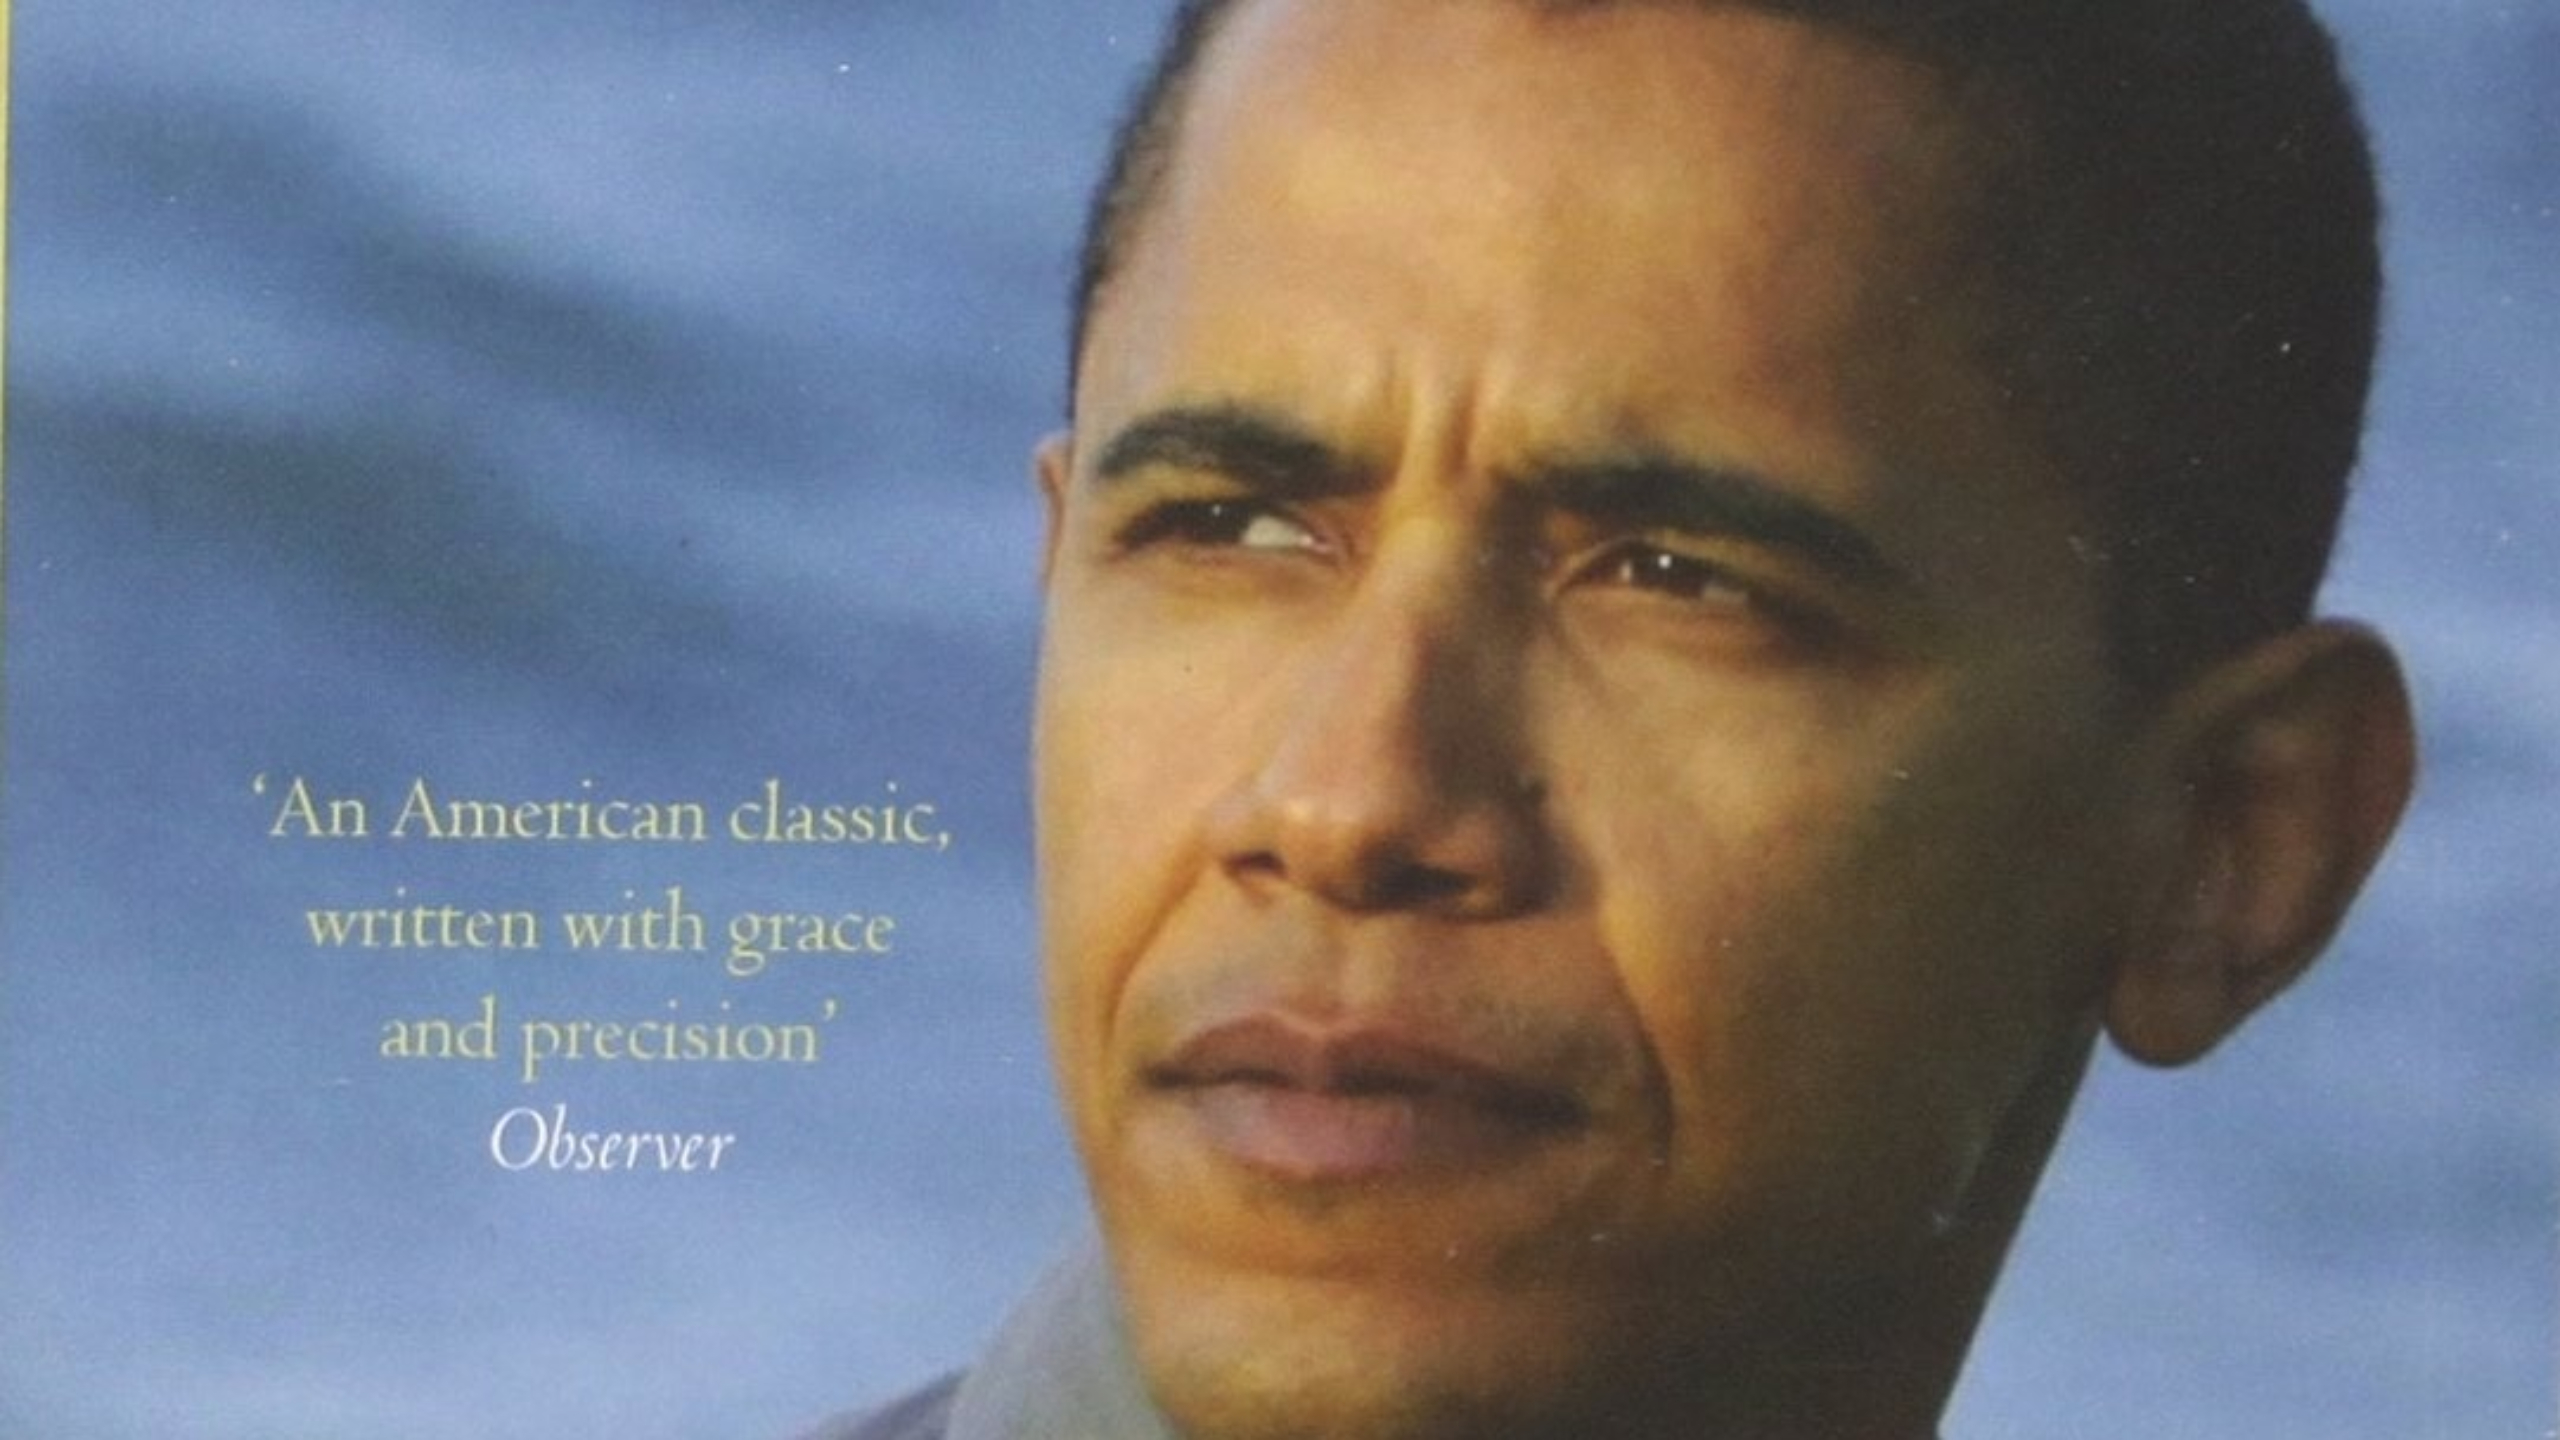 ‘An American classic,
written with grace
and precision’
Observer